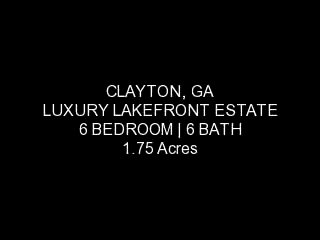 CLAYTON, GA
LUXURY LAKEFRONT ESTATE
6 BEDROOM | 6 BATH
1.75 Acres